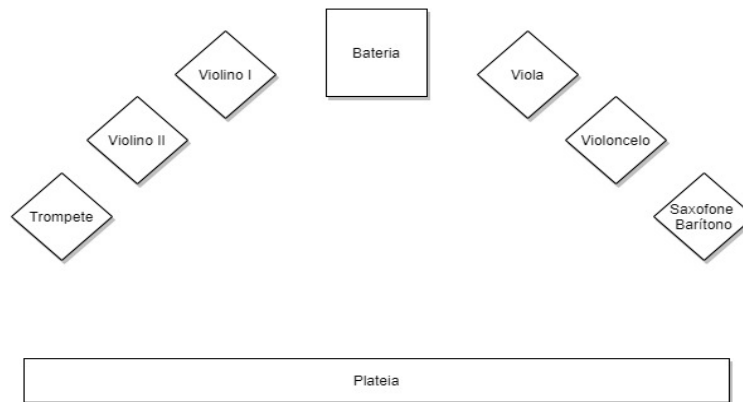 Bateria
Violino I
Viola
Violino II
Violoncelo
Trompete
Saxofone
Barítono
Plateia